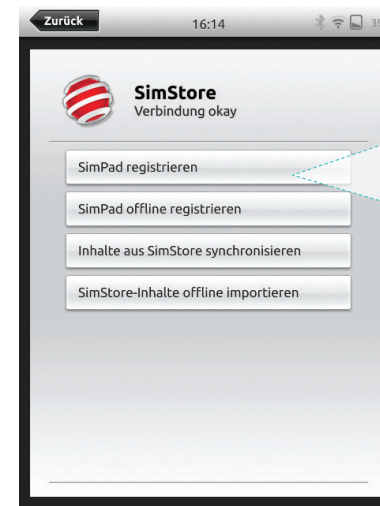 Zurück
16:14
39
SimStore
Verbindung okay
SimPad registrieren
SimPad offline registrieren
Inhalte aus SimStore synchronisieren
SimStore-Inhalte offline importieren